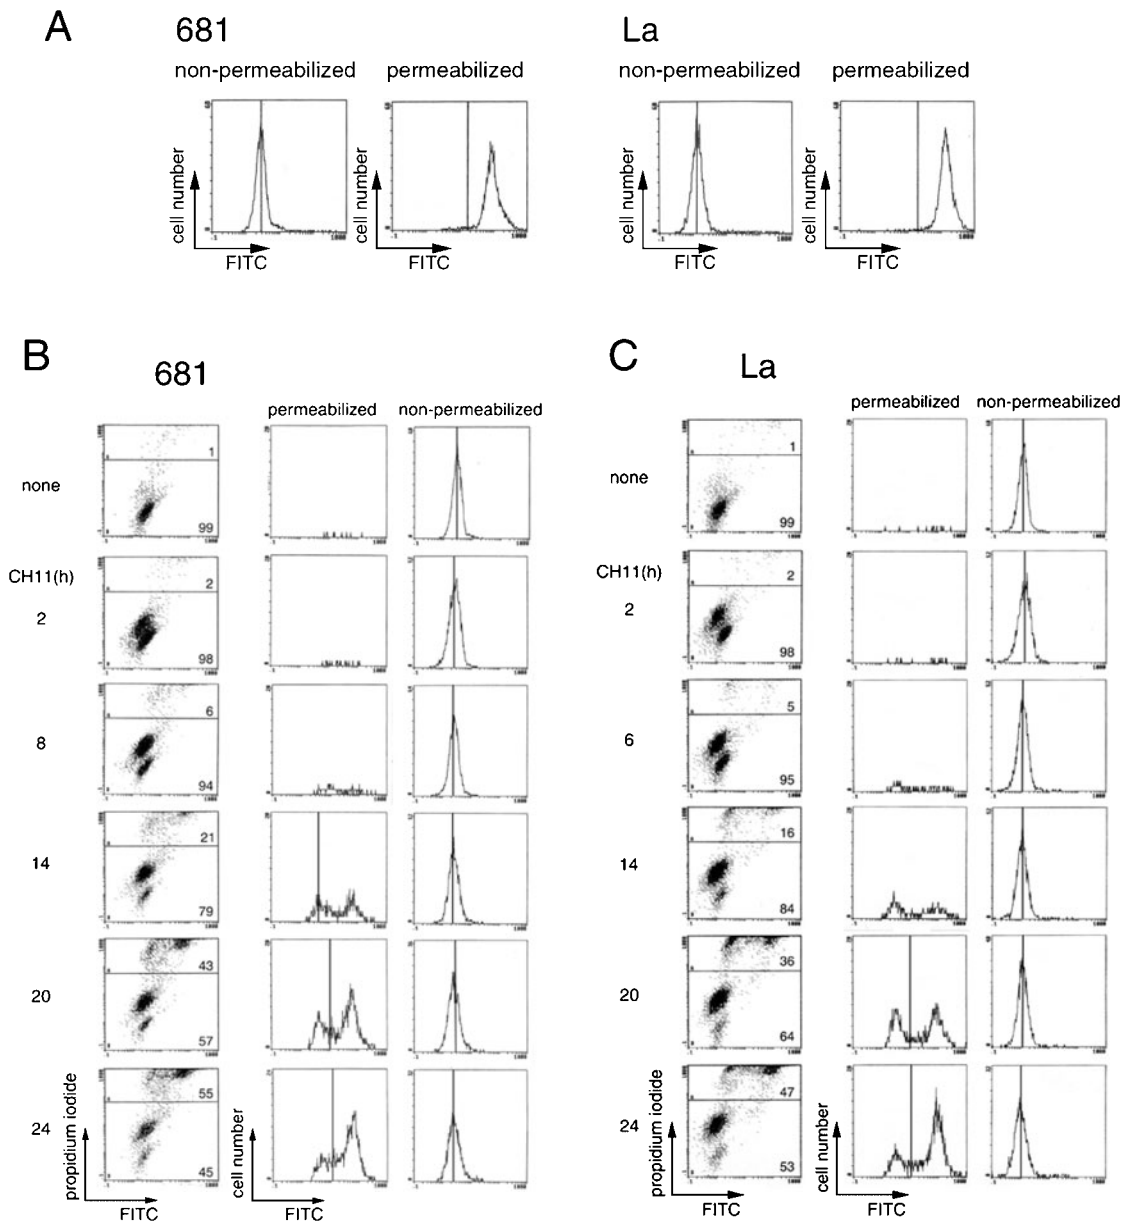 A
681
La
non-permeabilized
permeabilized
non-permeabilized
permeabilized
cell number
cell number
cell number
cell number
1000
1000
1000
1000
FITC
FITC
FITC
FITC
B
681
C
La
permeabilized
non-permeabilized
permeabilized
non-permeabilized
none
1
99
none
1
99
CH11(h)
2
2
98
CH11(h)
2
2
98
8
6
94
6
5
95
14
21
79
14
16
84
20
43
57
20
36
64
24
55
45
24
47
53
propidium iodide
cell number
propidium iodide
cell number
FITC
FITC
FITC
FITC